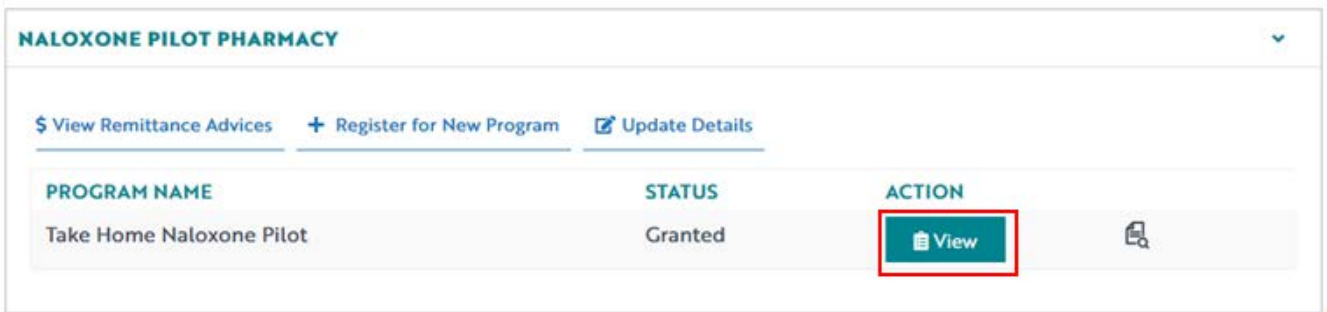 NALOXONE PILOT PHARMACY
$ View Remittance Advices + Register for New Program Update Details
PROGRAM NAME STATUS ACTION
Take Home Naloxone Pilot Granted View